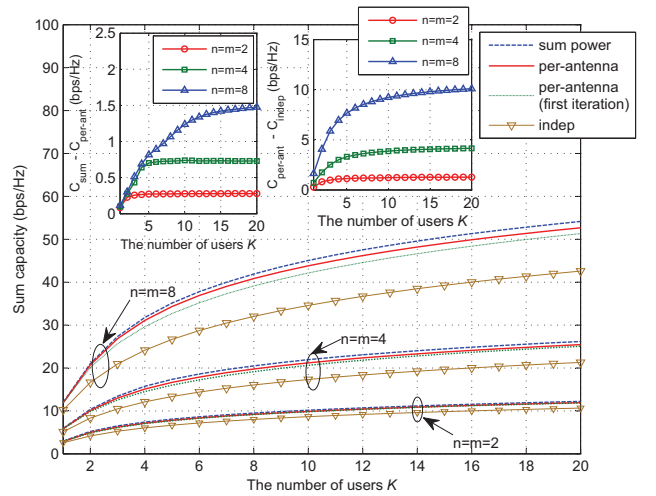 Sum capacity (bps/Hz)
100
90
80
70
60
50
40
30
20
10
0
2
4
6
8
10
12
14
16
18
20
The number of users K
C_sum - C_per-ant (bps/Hz)
2.5
2
1.5
1
0.5
0
5
10
15
20
The number of users K
n=m=2
n=m=4
n=m=8
C_per-ant - C_indep (bps/Hz)
15
10
5
0
5
10
15
20
The number of users K
n=m=2
n=m=4
n=m=8
sum power
per-antenna
per-antenna
(first iteration)
indep
n=m=8
n=m=4
n=m=2